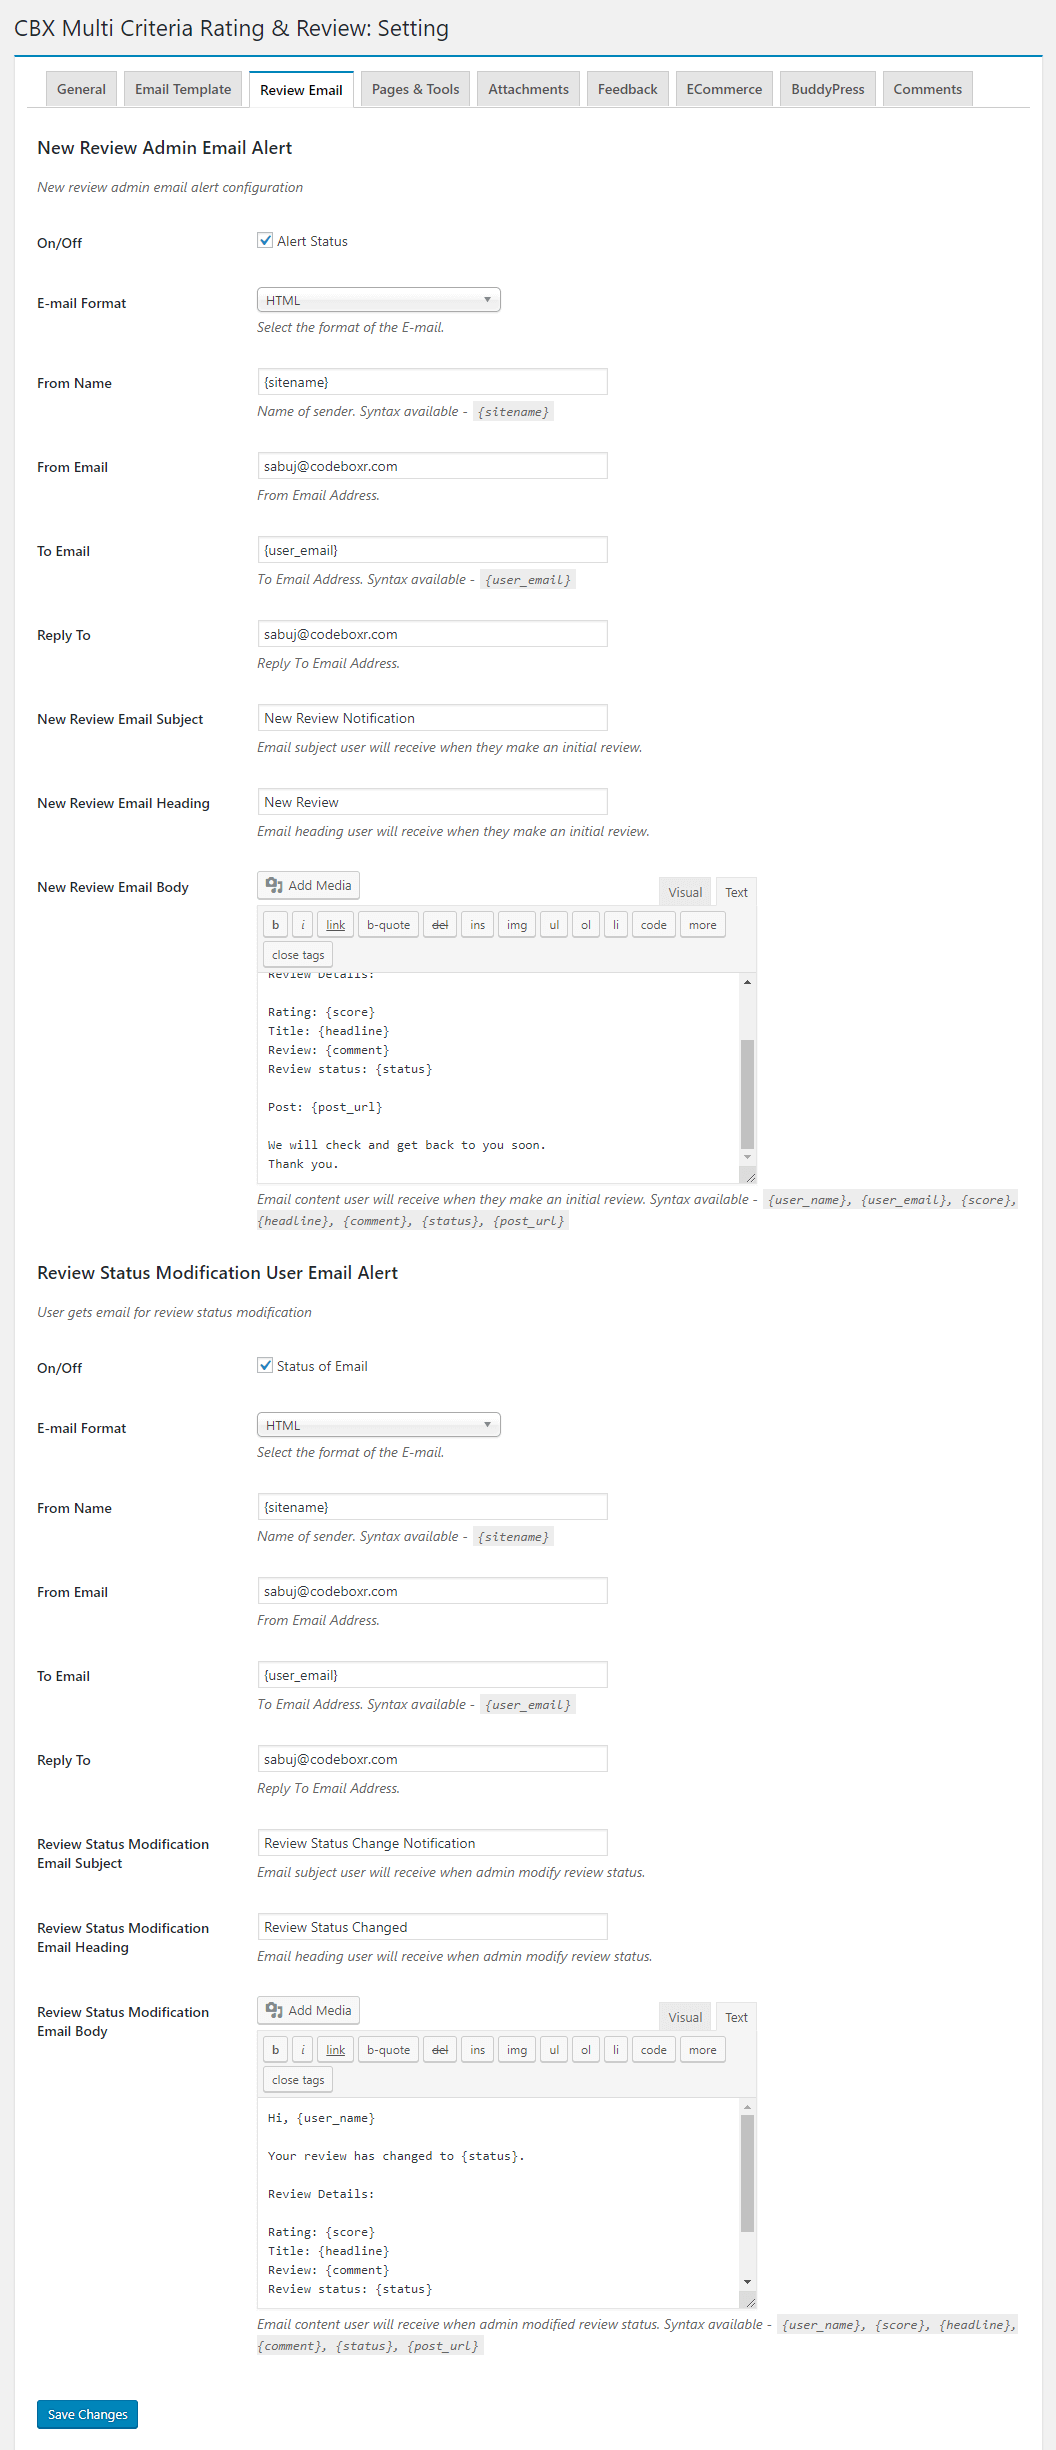 CBX Multi Criteria Rating & Review: Setting
General Email Template Review Email Pages & Tools Attachments Feedback ECommerce BuddyPress Comments
New Review Admin Email Alert
New review admin email alert configuration
On/Off Alert Status
E-mail Format HTML
Select the format of the E-mail.
From Name {sitename}
Name of sender. Syntax available - {sitename}
From Email sabuj@codeboxr.com
From Email Address.
To Email {user_email}
To Email Address. Syntax available - {user_email}
Reply To sabuj@codeboxr.com
Reply To Email Address.
New Review Email Subject New Review Notification
Email subject user will receive when they make an initial review.
New Review Email Heading New Review
Email heading user will receive when they make an initial review.
New Review Email Body Add Media Visual Text
b i link b-quote del ins img ul ol li code more
close tags
Review Details:
Rating: {score}
Title: {headline}
Review: {comment}
Review status: {status}
Post: {post_url}
We will check and get back to you soon.
Thank you.
Email content user will receive when they make an initial review. Syntax available - {user_name}, {user_email}, {score},
{headline}, {comment}, {status}, {post_url}
Review Status Modification User Email Alert
User gets email for review status modification
On/Off Status of Email
E-mail Format HTML
Select the format of the E-mail.
From Name {sitename}
Name of sender. Syntax available - {sitename}
From Email sabuj@codeboxr.com
From Email Address.
To Email {user_email}
To Email Address. Syntax available - {user_email}
Reply To sabuj@codeboxr.com
Reply To Email Address.
Review Status Modification
Email Subject
Review Status Change Notification
Email subject user will receive when admin modify review status.
Review Status Modification
Email Heading
Review Status Changed
Email heading user will receive when admin modify review status.
Review Status Modification
Email Body
Add Media Visual Text
b i link b-quote del ins img ul ol li code more
close tags
Hi, {user_name}
Your review has changed to {status}.
Review Details:
Rating: {score}
Title: {headline}
Review: {comment}
Review status: {status}
Email content user will receive when admin modified review status. Syntax available - {user_name}, {score}, {headline},
{comment}, {status}, {post_url}
Save Changes